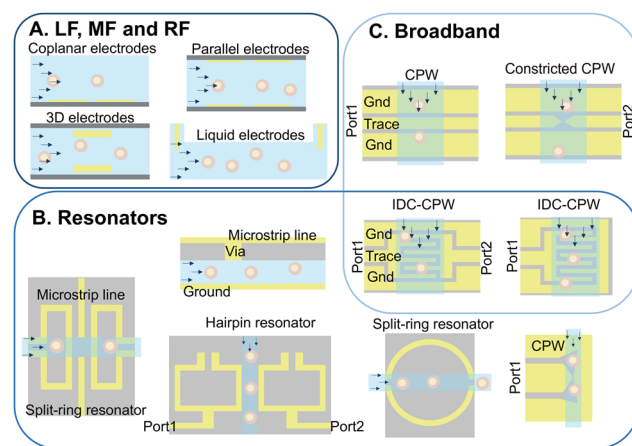 A. LF, MF and RF
Coplanar electrodes
Parallel electrodes
3D electrodes
Liquid electrodes
C. Broadband
CPW
Constricted CPW
Port1
Gnd
Trace
Gnd
Port2
IDC-CPW
IDC-CPW
Port1
Gnd
Trace
Gnd
Port2
Port1
B. Resonators
Microstrip line
Via
Ground
Microstrip line
Split-ring resonator
Hairpin resonator
Port1
Port2
Split-ring resonator
CPW
Port1